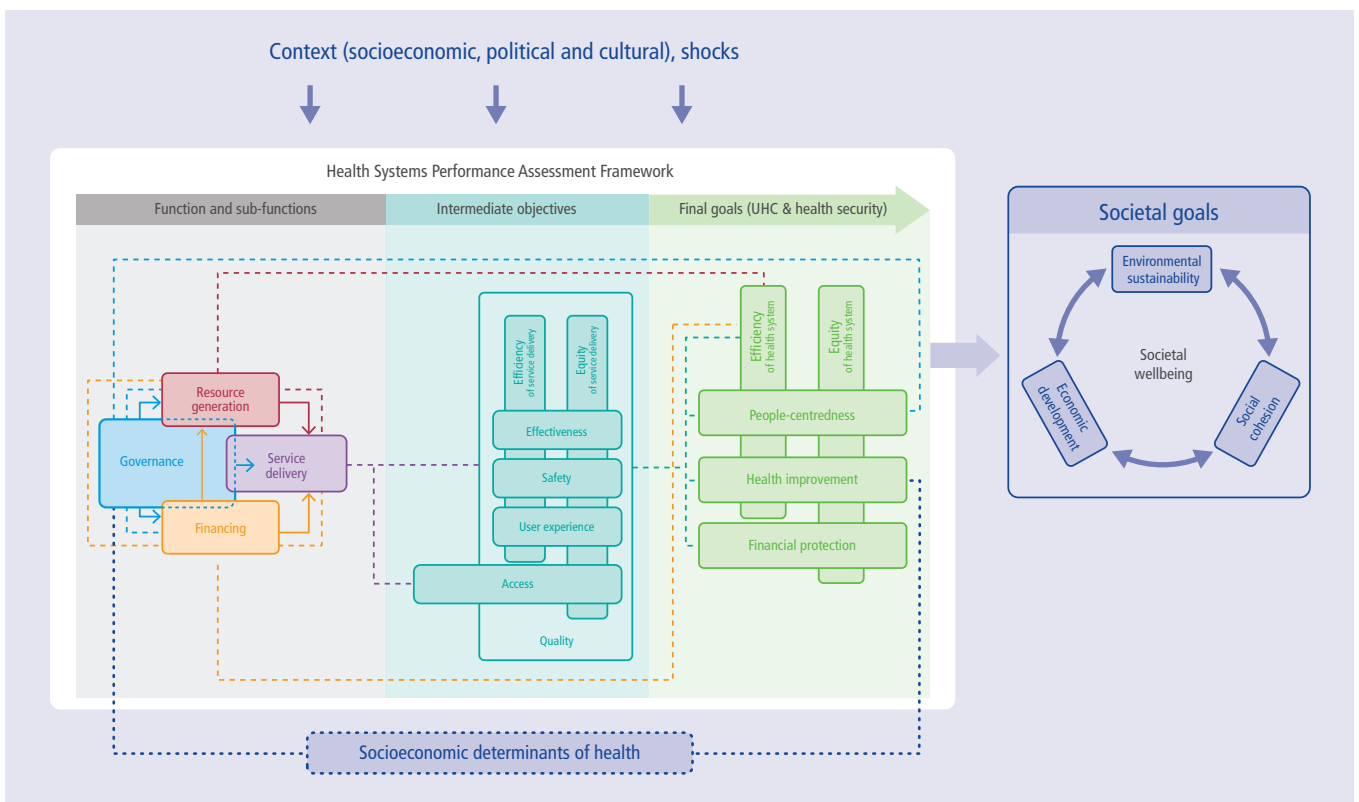 Context (socioeconomic, political and cultural), shocks
Health Systems Performance Assessment Framework
Function and sub-functions
Intermediate objectives
Final goals (UHC & health security)
Resource
generation
Governance
Service
delivery
Financing
Efficiency
of service delivery
Equity
of service delivery
Effectiveness
Safety
User experience
Access
Quality
Efficiency
of health system
Equity
of health system
People-centredness
Health improvement
Financial protection
Societal goals
Environmental
sustainability
Societal
wellbeing
Economic
development
Social
cohesion
Socioeconomic determinants of health